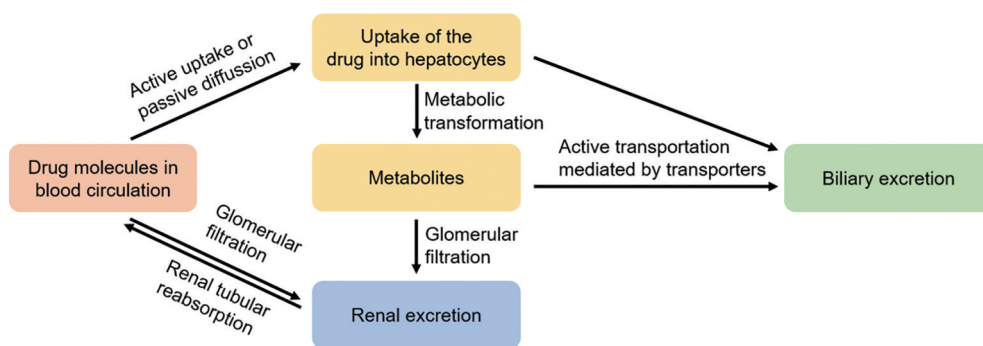 Uptake of the
drug into hepatocytes
Active uptake or
passive diffussion
Metabolic
transformation
Active transportation
mediated by transporters
Drug molecules in
blood circulation
Metabolites
Biliary excretion
Glomerular
filtration
Glomerular
filtration
Renal tubular
reabsorption
Renal excretion